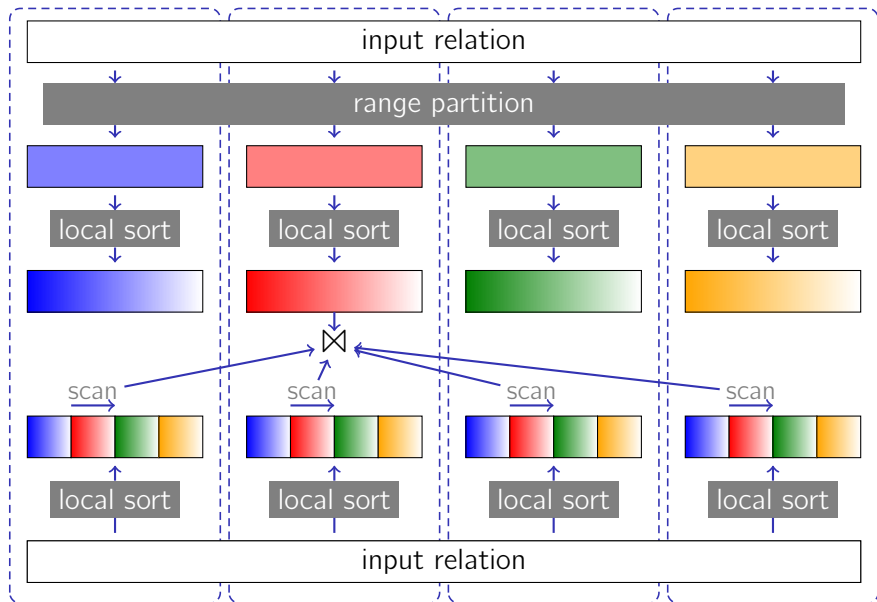 input relation
range partition
local sort local sort local sort local sort
⋈
scan scan scan scan
local sort local sort local sort local sort
input relation